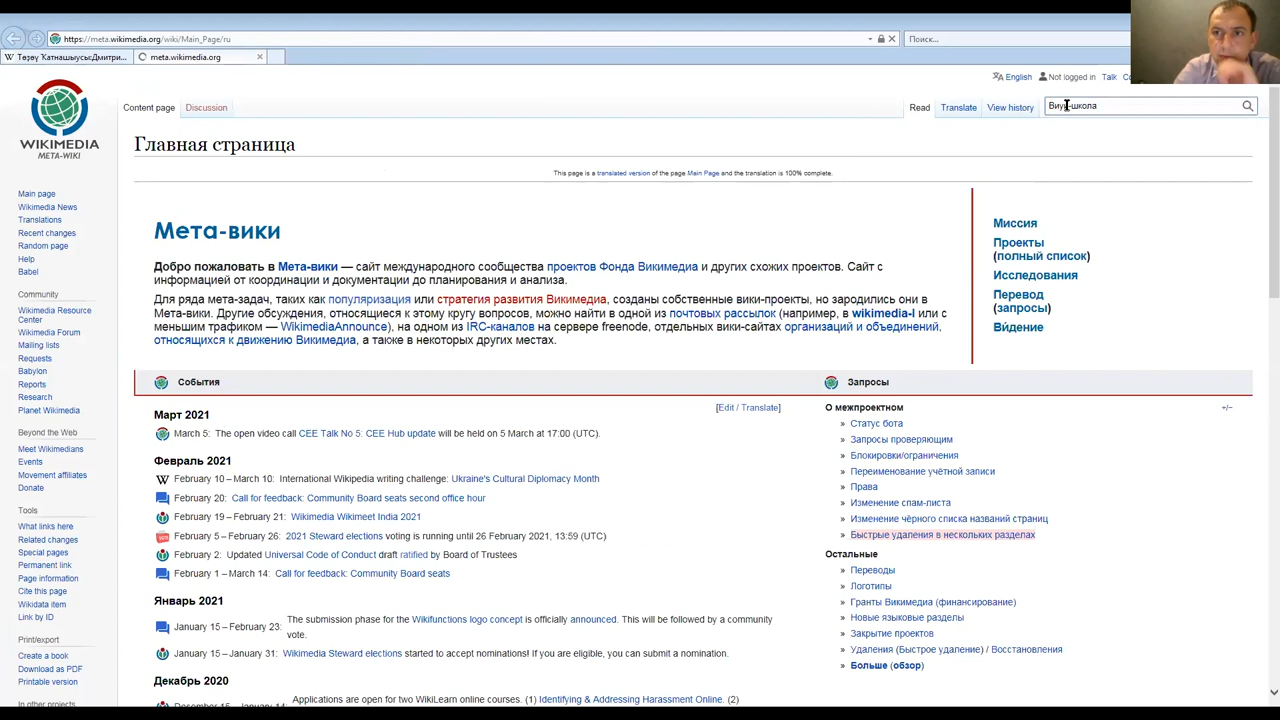 https://meta.wikimedia.org/wiki/Main_Page/ru
Поиск...
meta.wikimedia.org
English
Not logged in
Talk
Content page
Discussion
Read
Translate
View history
WIKIMEDIA
META-WIKI
Главная страница
This page is a translated version of the page Main Page and the translation is 100% complete.
Main page
Wikimedia News
Translations
Recent changes
Random page
Help
Babel
Community
Wikimedia Resource
Center
Wikimedia Forum
Mailing lists
Requests
Babylon
Reports
Research
Planet Wikimedia
Beyond the Web
Meet Wikimedians
Events
Movement affiliates
Donate
Tools
What links here
Related changes
Special pages
Permanent link
Page information
Cite this page
Wikidata item
Link by ID
Print/export
Create a book
Download as PDF
Printable version
In other projects
Мета-вики
Добро пожаловать в Мета-вики — сайт международного сообщества проектов Фонда Викимедиа и других схожих проектов. Сайт с
информацией от координации и документации до планирования и анализа.
Для ряда мета-задач, таких как популяризация или стратегия развития Викимедиа, созданы собственные вики-проекты, но зародились они в
Мета-вики. Другие обсуждения, относящиеся к этому кругу вопросов, можно найти в одной из почтовых рассылок (например, в wikimedia-l или с
меньшим трафиком — WikimediaAnnounce), на одном из IRC-каналов на сервере freenode, отдельных вики-сайтах организаций и объединений,
относящихся к движению Викимедиа, а также в некоторых других местах.
Миссия
Проекты
(полный список)
Исследования
Перевод
(запросы)
Ви́дение
События
[Edit / Translate]
Март 2021
March 5: The open video call CEE Talk No 5: CEE Hub update will be held on 5 March at 17:00 (UTC).
Февраль 2021
February 10 – March 10: International Wikipedia writing challenge: Ukraine's Cultural Diplomacy Month
February 20: Call for feedback: Community Board seats second office hour
February 19 – February 21: Wikimedia Wikimeet India 2021
February 5 – February 26: 2021 Steward elections voting is running until 26 February 2021, 13:59 (UTC)
February 2: Updated Universal Code of Conduct draft ratified by Board of Trustees
February 1 – March 14: Call for feedback: Community Board seats
Январь 2021
January 15 – February 23: The submission phase for the Wikifunctions logo concept is officially announced. This will be followed by a community
vote.
January 15 – January 31: Wikimedia Steward elections started to accept nominations! If you are eligible, you can submit a nomination.
Декабрь 2020
Applications are open for two WikiLearn online courses. (1) Identifying & Addressing Harassment Online. (2)
Запросы
О межпроектном
+/−
» Статус бота
» Запросы проверяющим
» Блокировки/ограничения
» Переименование учётной записи
» Права
» Изменение спам-листа
» Изменение чёрного списка названий страниц
» Быстрые удаления в нескольких разделах
Остальные
» Переводы
» Логотипы
» Гранты Викимедиа (финансирование)
» Новые языковые разделы
» Закрытие проектов
» Удаления (Быстрое удаление) / Восстановления
» Больше (обзор)